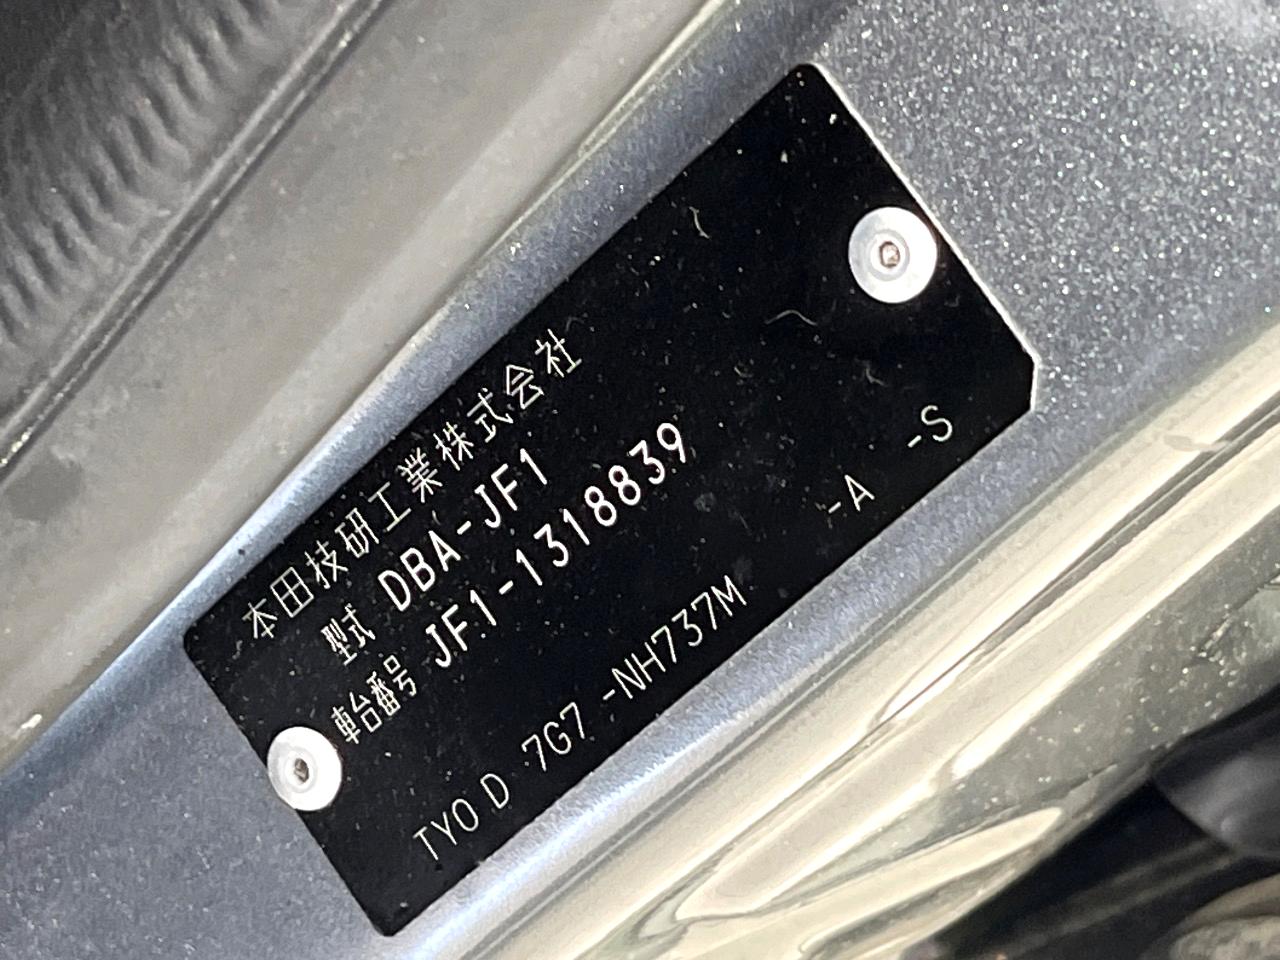 本田技研工業株式会社
型式 DBA-JF1
車台番号 JF1-1318839
TYO D 7G7 -NH737M -A -S